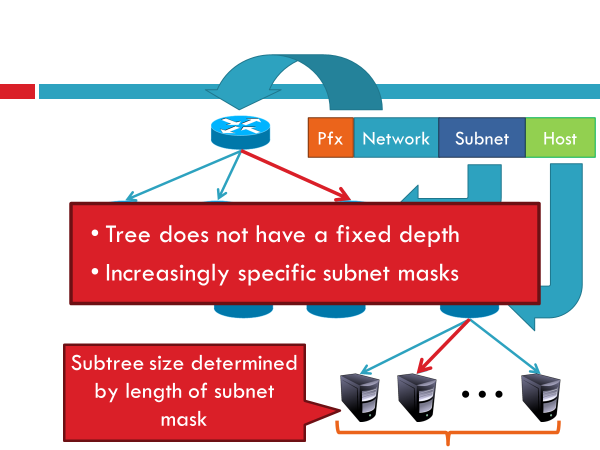 Pfx Network Subnet Host
• Tree does not have a fixed depth
• Increasingly specific subnet masks
Subtree size determined
by length of subnet
mask
• • •